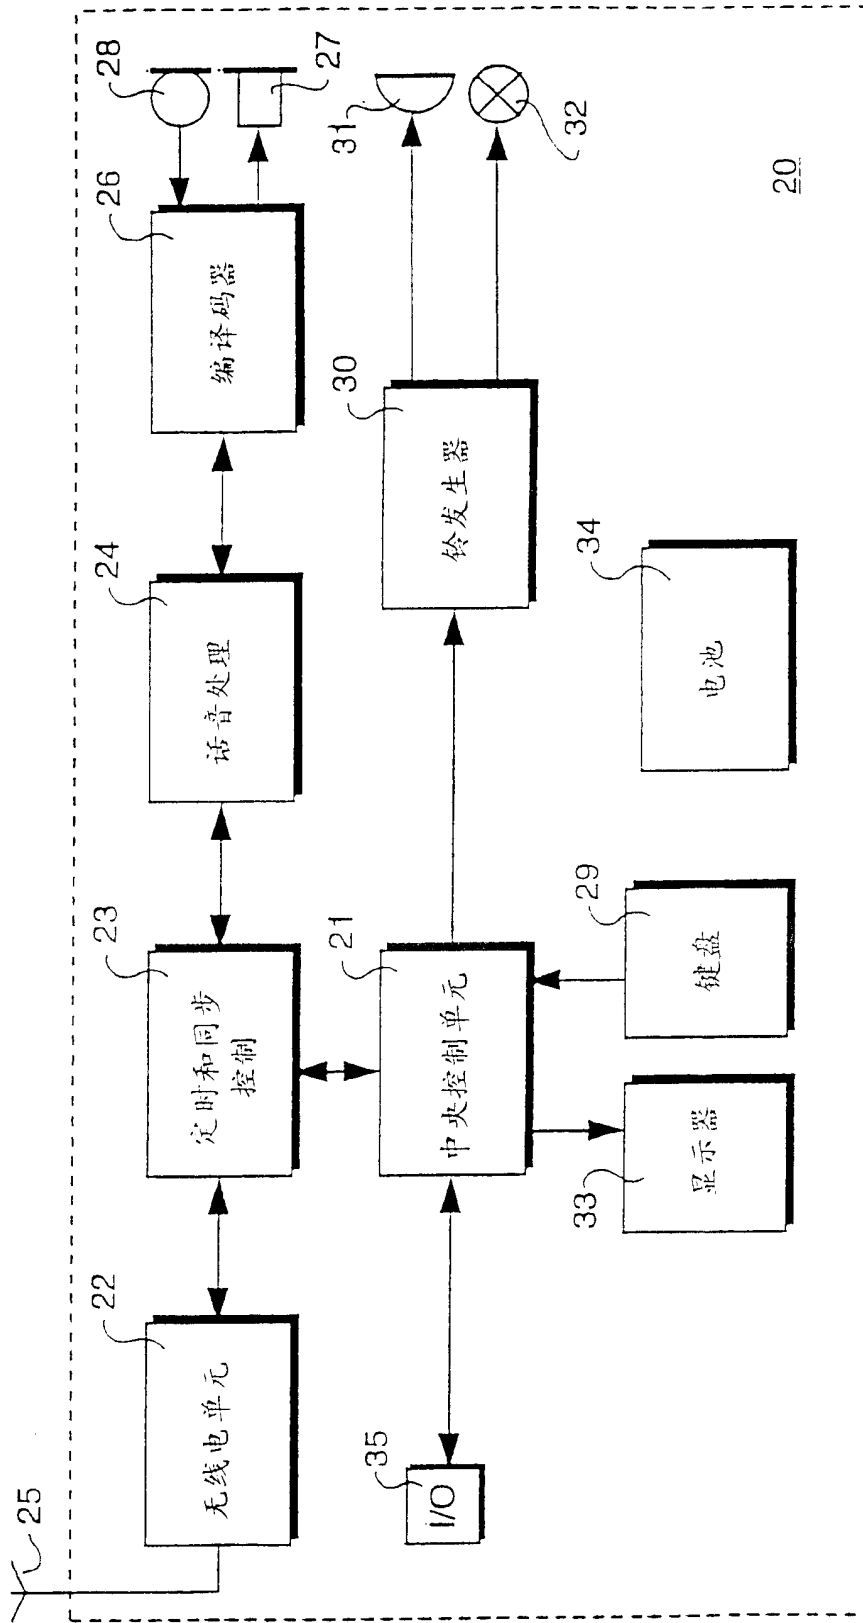 25
22
无线电单元
23
定时和同步
控制
24
话音处理
26
编译码器
28
27
35
I/O
21
中央控制单元
30
铃发生器
31
32
33
显示器
29
键盘
34
电池
20